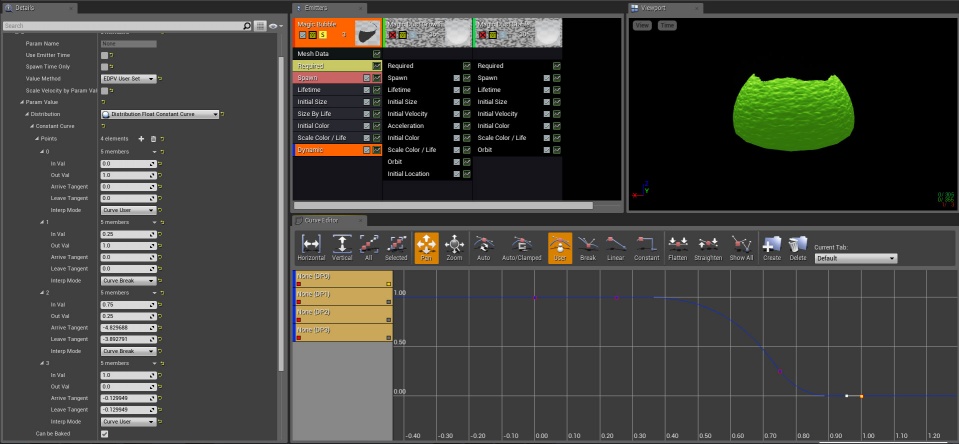 Details
Search
Param Name
None
Use Emitter Time
Spawn Time Only
Value Method
EDPV User Set
Scale Velocity by Param Val
Param Value
Distribution
Distribution Float Constant Curve
Constant Curve
Points
4 elements
0
5 members
In Val
0.0
Out Val
1.0
Arrive Tangent
0.0
Leave Tangent
0.0
Interp Mode
Curve User
1
5 members
In Val
0.25
Out Val
1.0
Arrive Tangent
0.0
Leave Tangent
0.0
Interp Mode
Curve Break
2
5 members
In Val
0.75
Out Val
0.25
Arrive Tangent
-4.829688
Leave Tangent
-3.892791
Interp Mode
Curve Break
3
5 members
In Val
1.0
Out Val
0.0
Arrive Tangent
-0.129949
Leave Tangent
-0.129949
Interp Mode
Curve User
Can be Baked
Emitters
Magic Bubble
S
Mesh Data
Required
Spawn
Lifetime
Initial Size
Size By Life
Initial Color
Scale Color / Life
Dynamic
Required
Spawn
Lifetime
Initial Size
Initial Velocity
Acceleration
Initial Color
Scale Color / Life
Orbit
Initial Location
Required
Spawn
Lifetime
Initial Size
Initial Velocity
Initial Color
Scale Color / Life
Orbit
Viewport
View
Time
Z
X
Y
Curve Editor
Horizontal
Vertical
All
Selected
Pan
Zoom
Auto
Auto/Clamped
User
Break
Linear
Constant
Flatten
Straighten
Show All
Create
Delete
Current Tab:
Default
None (DP0)
None (DP1)
None (DP2)
None (DP3)
1.00
0.50
0.00
-0.40
-0.20
0.00
0.20
0.40
0.60
0.70
0.80
0.90
1.00
1.10
1.20